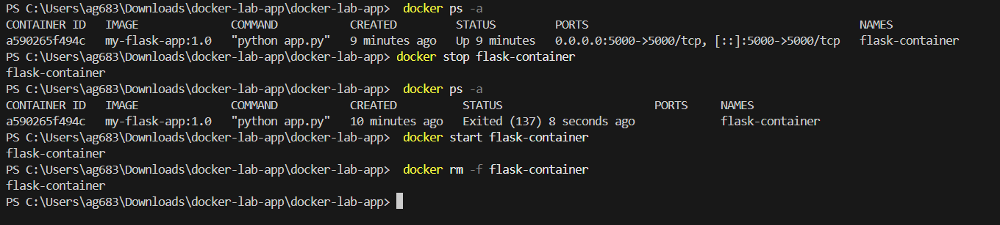 PS C:\Users\ag683\Downloads\docker-lab-app\docker-lab-app>  docker ps -a
CONTAINER ID   IMAGE              COMMAND           CREATED         STATUS         PORTS                                         NAMES
a590265f494c   my-flask-app:1.0   "python app.py"   9 minutes ago   Up 9 minutes   0.0.0.0:5000->5000/tcp, [::]:5000->5000/tcp   flask-container
PS C:\Users\ag683\Downloads\docker-lab-app\docker-lab-app> docker stop flask-container
flask-container
PS C:\Users\ag683\Downloads\docker-lab-app\docker-lab-app>  docker ps -a
CONTAINER ID   IMAGE              COMMAND           CREATED          STATUS                       PORTS     NAMES
a590265f494c   my-flask-app:1.0   "python app.py"   10 minutes ago   Exited (137) 8 seconds ago             flask-container
PS C:\Users\ag683\Downloads\docker-lab-app\docker-lab-app>  docker start flask-container
flask-container
PS C:\Users\ag683\Downloads\docker-lab-app\docker-lab-app>  docker rm -f flask-container
flask-container
PS C:\Users\ag683\Downloads\docker-lab-app\docker-lab-app>